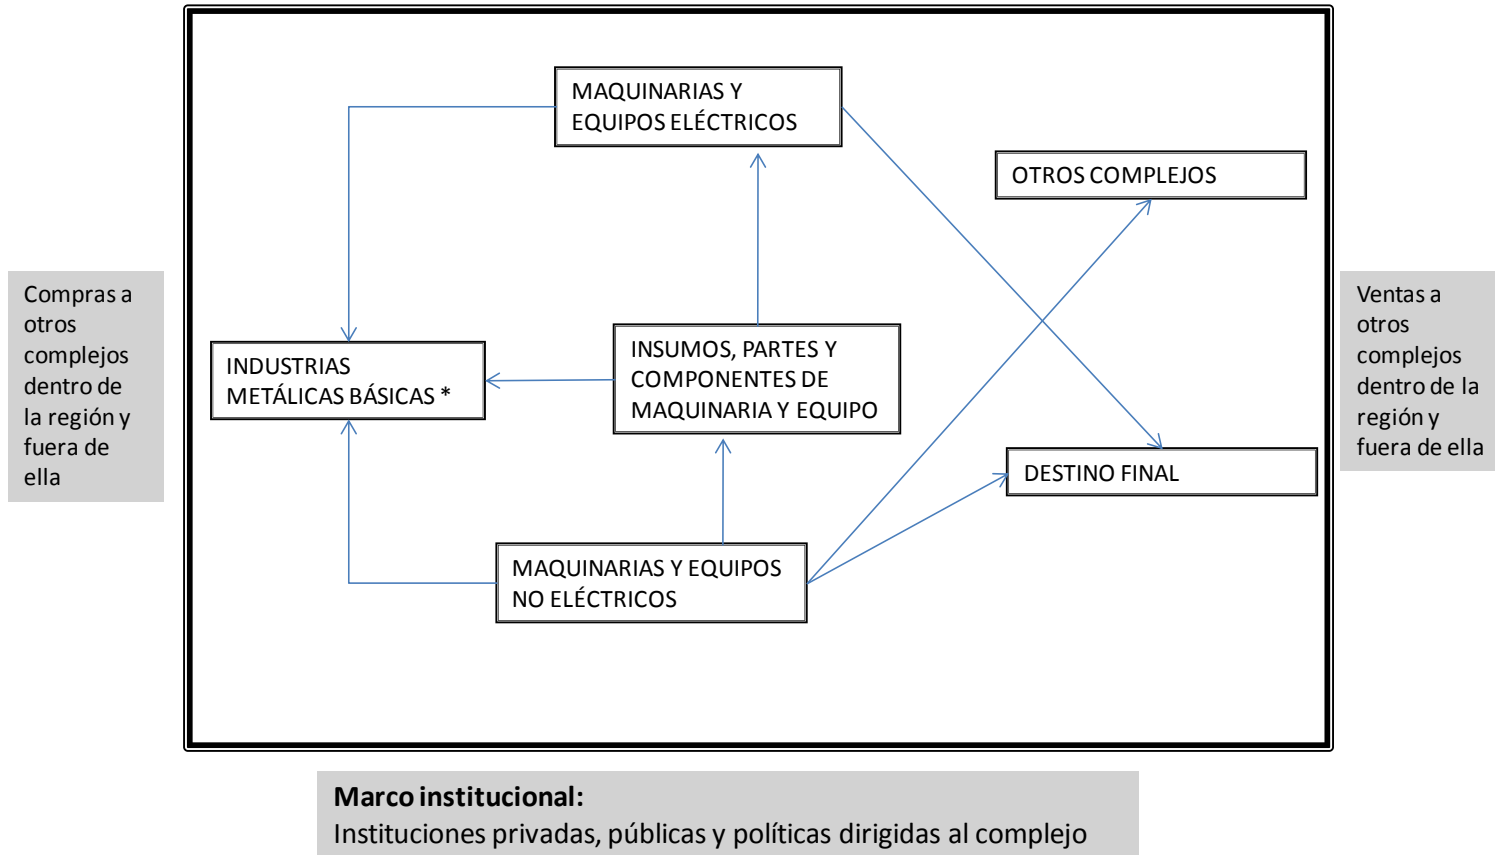 MAQUINARIAS Y
EQUIPOS ELÉCTRICOS
OTROS COMPLEJOS
Compras a
otros
complejos
dentro de
la región y
fuera de
ella
INDUSTRIAS
METÁLICAS BÁSICAS *
INSUMOS, PARTES Y
COMPONENTES DE
MAQUINARIA Y EQUIPO
Ventas a
otros
complejos
dentro de la
región y
fuera de ella
DESTINO FINAL
MAQUINARIAS Y EQUIPOS
NO ELÉCTRICOS
Marco institucional:
Instituciones privadas, públicas y políticas dirigidas al complejo